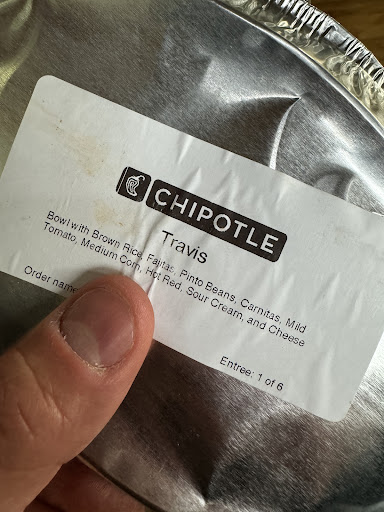 CHIPOTLE
Travis
Bowl with Brown Rice, Fajitas, Pinto Beans, Carnitas, Mild
Tomato, Medium Corn, Hot Red, Sour Cream, and Cheese
Order name
Entree: 1 of 6